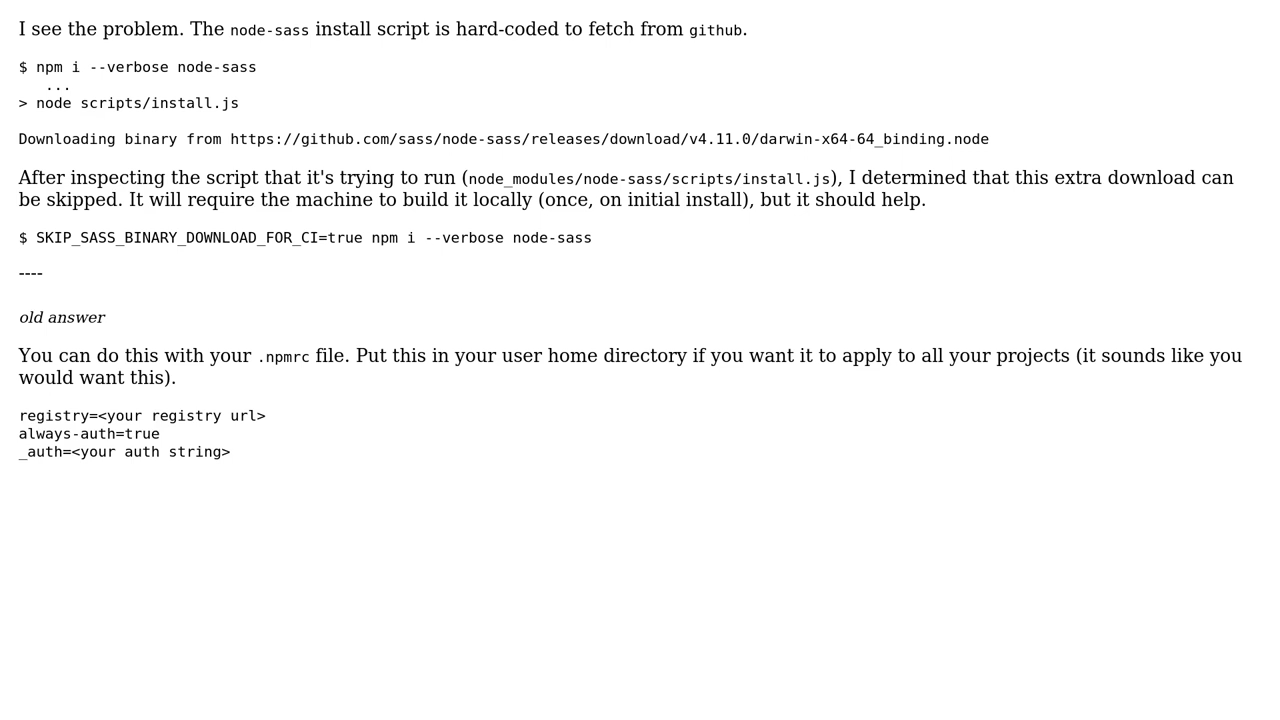 I see the problem. The node-sass install script is hard-coded to fetch from github.
$ npm i --verbose node-sass
   ...
> node scripts/install.js
Downloading binary from https://github.com/sass/node-sass/releases/download/v4.11.0/darwin-x64-64_binding.node
After inspecting the script that it's trying to run (node_modules/node-sass/scripts/install.js), I determined that this extra download can
be skipped. It will require the machine to build it locally (once, on initial install), but it should help.
$ SKIP_SASS_BINARY_DOWNLOAD_FOR_CI=true npm i --verbose node-sass
----
old answer
You can do this with your .npmrc file. Put this in your user home directory if you want it to apply to all your projects (it sounds like you
would want this).
registry=<your registry url>
always-auth=true
_auth=<your auth string>